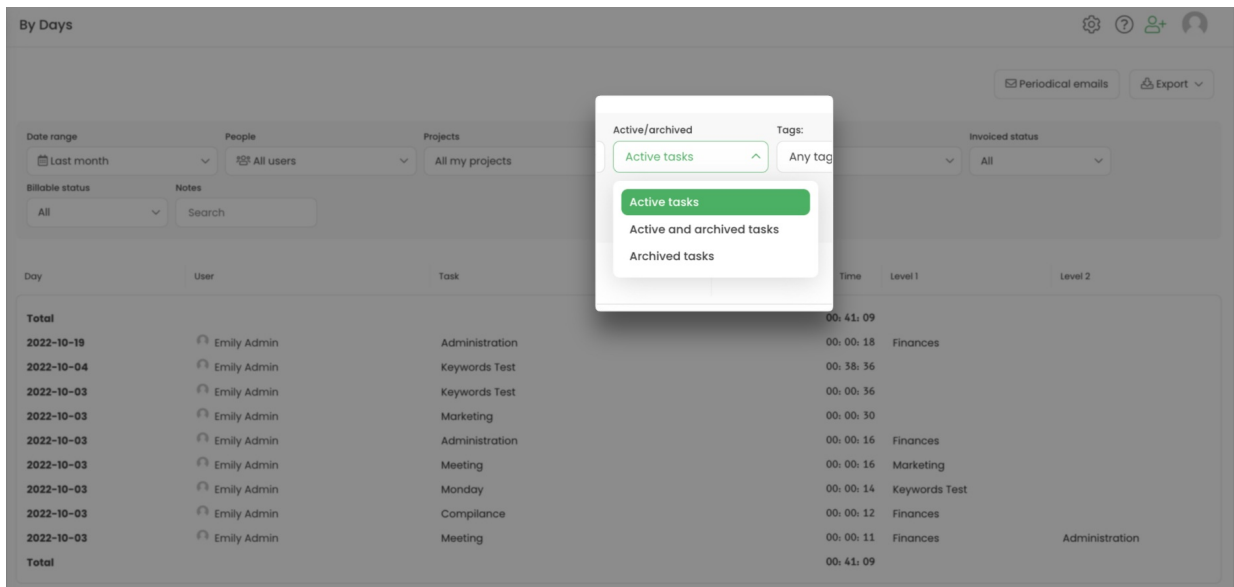 By Days
Periodical emails Export
Date range People Projects Active/archived Tags: Invoiced status
Last month All users All my projects Active tasks Any tag All
Billable status Notes
All Search
Active tasks
Active and archived tasks
Archived tasks
Day User Task Time Level 1 Level 2
Total 00: 41: 09
2022-10-19 Emily Admin Administration 00: 00: 18 Finances
2022-10-04 Emily Admin Keywords Test 00: 38: 36
2022-10-03 Emily Admin Keywords Test 00: 00: 36
2022-10-03 Emily Admin Marketing 00: 00: 30
2022-10-03 Emily Admin Administration 00: 00: 16 Finances
2022-10-03 Emily Admin Meeting 00: 00: 16 Marketing
2022-10-03 Emily Admin Monday 00: 00: 14 Keywords Test
2022-10-03 Emily Admin Compilance 00: 00: 12 Finances
2022-10-03 Emily Admin Meeting 00: 00: 11 Finances Administration
Total 00: 41: 09